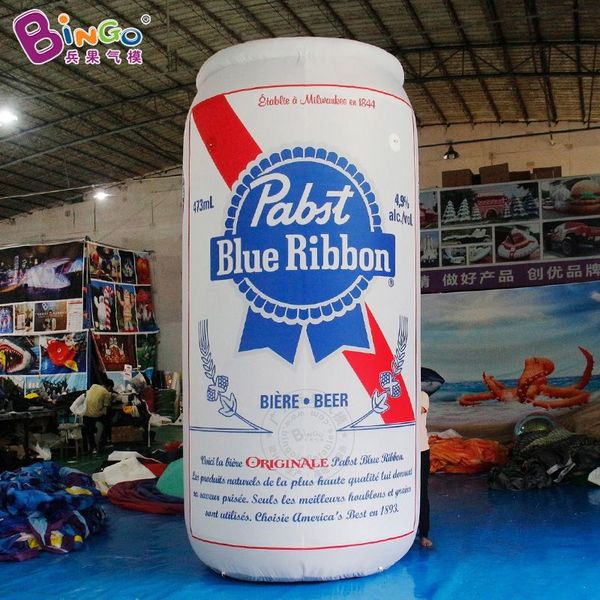 BINGO
兵果气模
Établie à Milwaukee en 1844
473mL
4,9%
alc./vol.
Pabst
Blue Ribbon
®
BIÈRE • BEER
Voici la bière ORIGINALE Pabst Blue Ribbon.
Les produits naturels de la plus haute qualité lui donnent
sa saveur prisée. Seuls les meilleurs houblons et grains
sont utilisés. Choisie America's Best en 1893.
做好产品 创优品牌